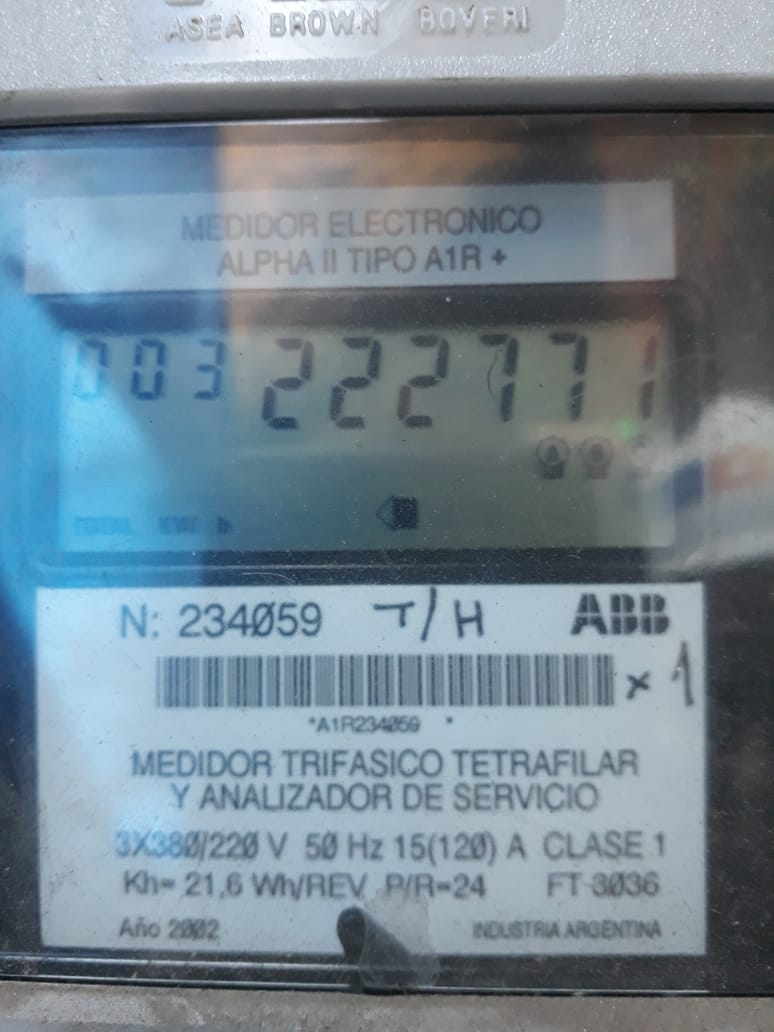 ASEA BROWN BOVERI
MEDIDOR ELECTRONICO
ALPHA II TIPO A1R +
003 222771
A B
TOTAL KW h
N: 234059 T/H ABB
x 1
*A1R234059 *
MEDIDOR TRIFASICO TETRAFILAR
Y ANALIZADOR DE SERVICIO
3X380/220 V 50 Hz 15(120) A CLASE 1
Kh= 21,6 Wh/REV P/R=24 FT 3036
Año 2002 INDUSTRIA ARGENTINA